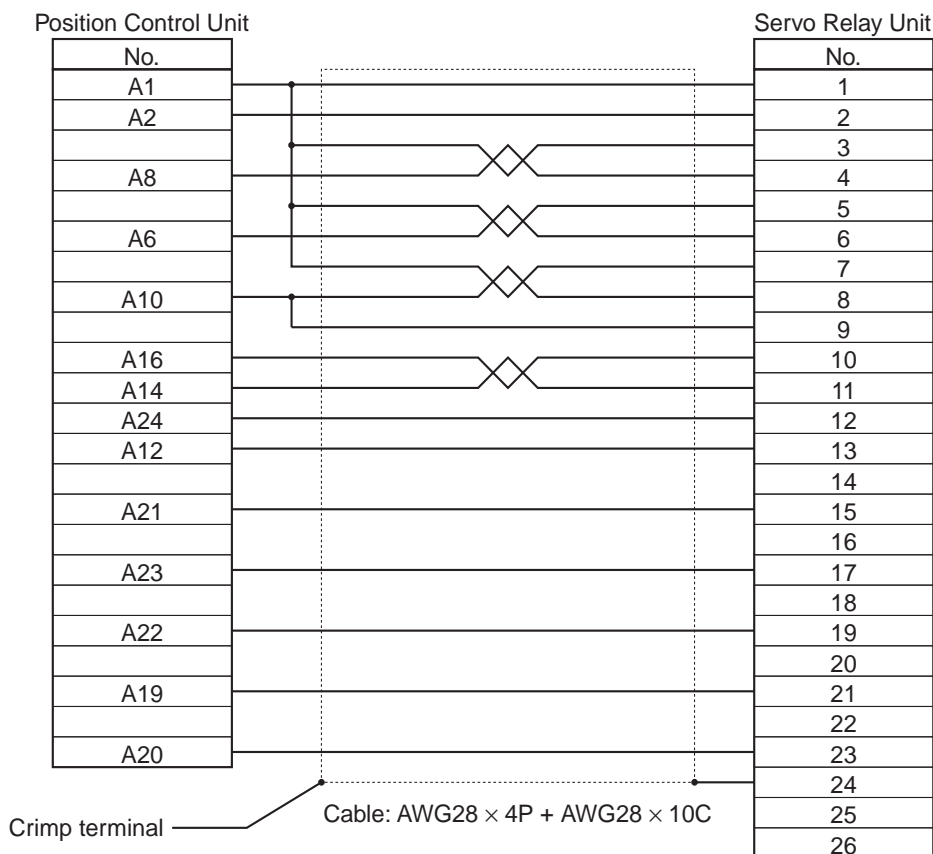 Position Control Unit Servo Relay Unit
No. No.
A1 1
A2 2
3
A8 4
5
A6 6
7
A10 8
9
A16 10
A14 11
A24 12
A12 13
14
A21 15
16
A23 17
18
A22 19
20
A19 21
22
A20 23
24
Cable: AWG28 × 4P + AWG28 × 10C 25
Crimp terminal
26